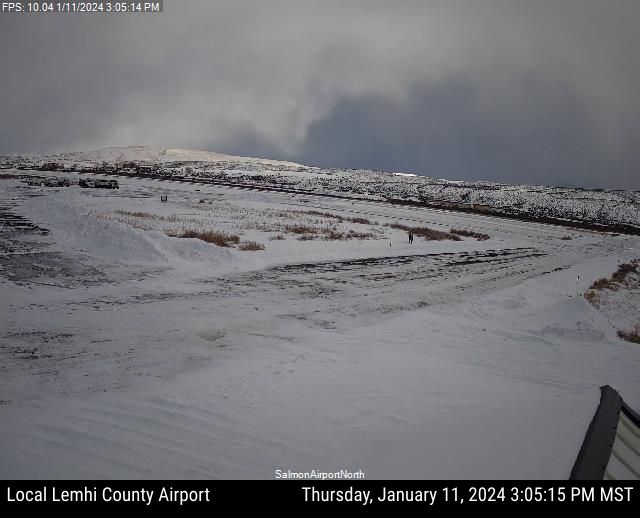 FPS: 10.04 1/11/2024 3:05:14 PM
SalmonAirportNorth
Local Lemhi County Airport Thursday, January 11, 2024 3:05:15 PM MST